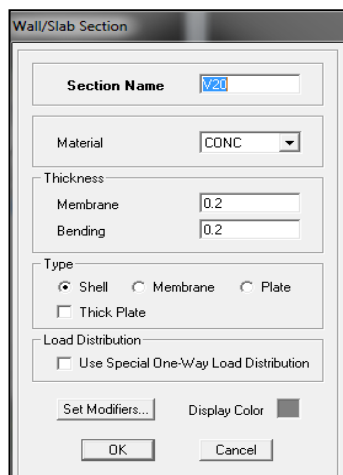 Wall/Slab Section
Section Name V20
Material CONC
Thickness
Membrane 0.2
Bending 0.2
Type
Shell Membrane Plate
Thick Plate
Load Distribution
Use Special One-Way Load Distribution
Set Modifiers... Display Color
OK Cancel